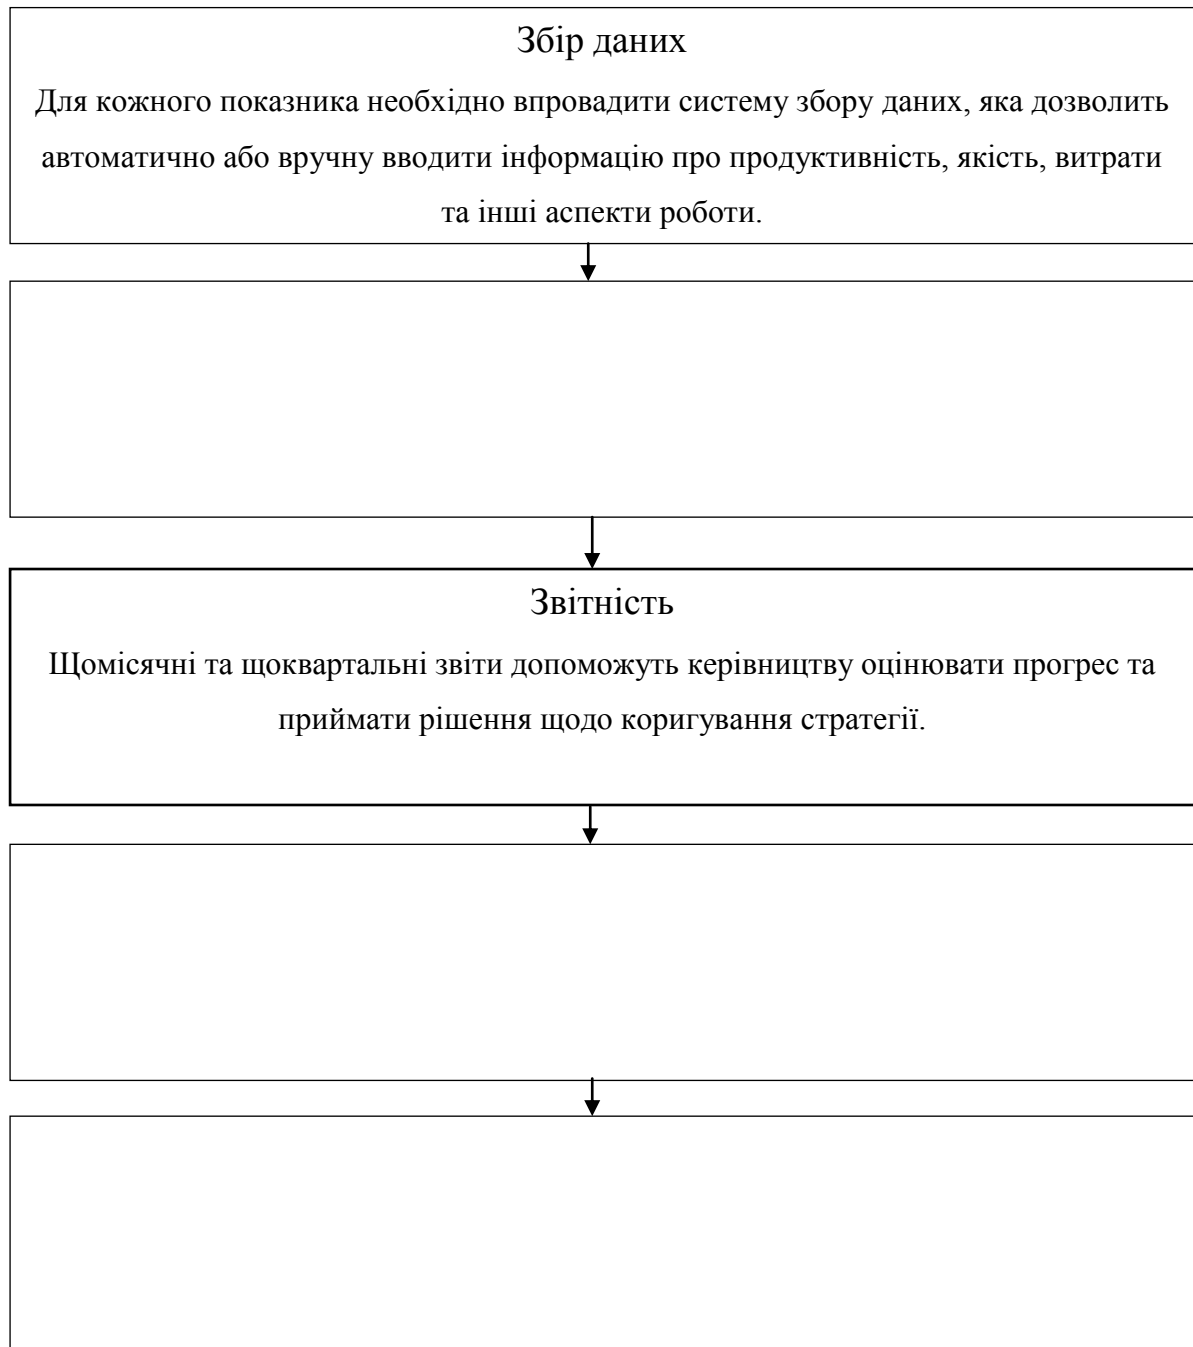 Збір даних
Для кожного показника необхідно впровадити систему збору даних, яка дозволить
автоматично або вручну вводити інформацію про продуктивність, якість, витрати
та інші аспекти роботи.
Звітність
Щомісячні та щоквартальні звіти допоможуть керівництву оцінювати прогрес та
приймати рішення щодо коригування стратегії.